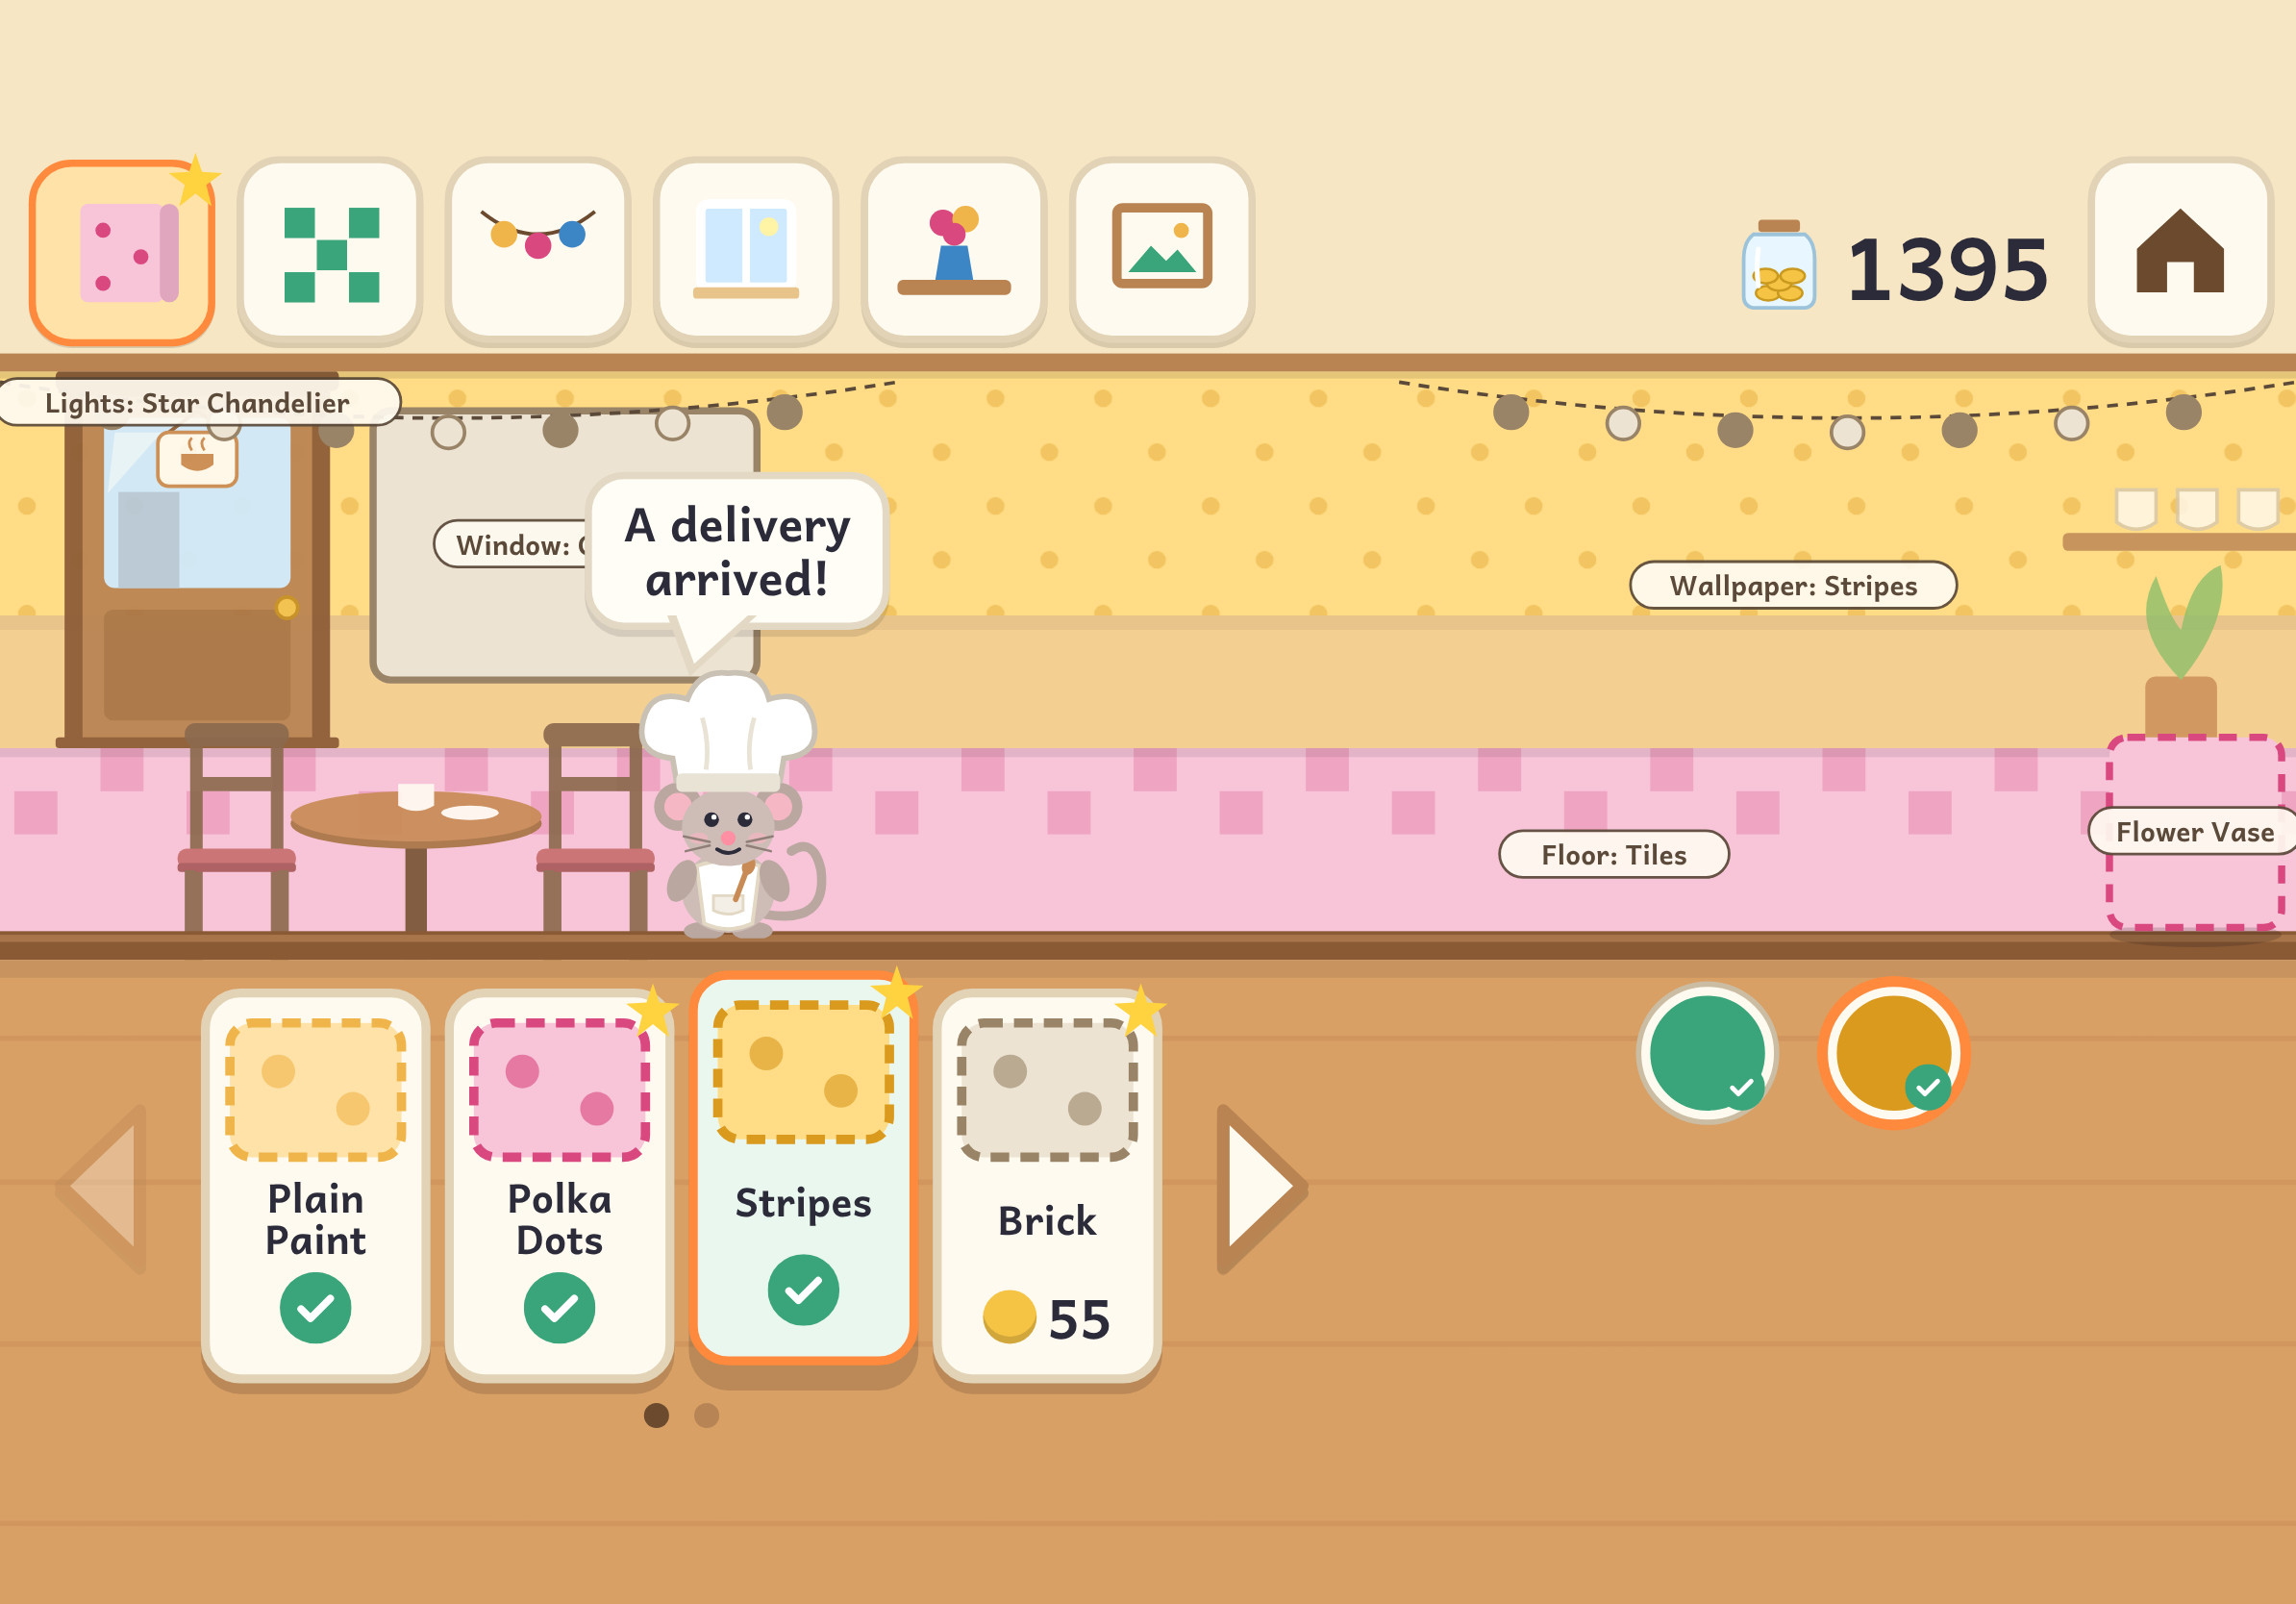 1395
Lights: Star Chandelier
A delivery
arrived!
Window:
Wallpaper: Stripes
Floor: Tiles
Flower Vase
Plain
Paint
Polka
Dots
Stripes
Brick
55